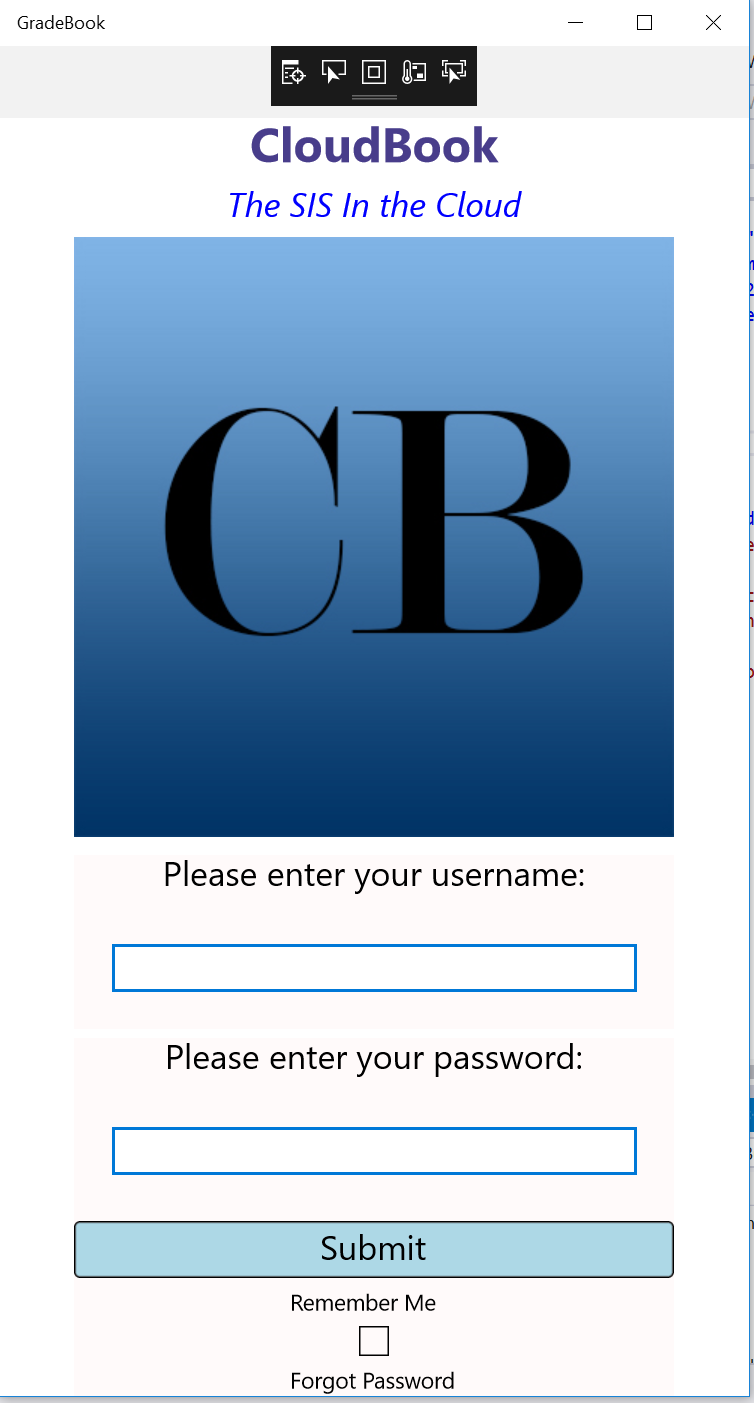 GradeBook
CloudBook
The SIS In the Cloud
CB
Please enter your username:
Please enter your password:
Submit
Remember Me
Forgot Password